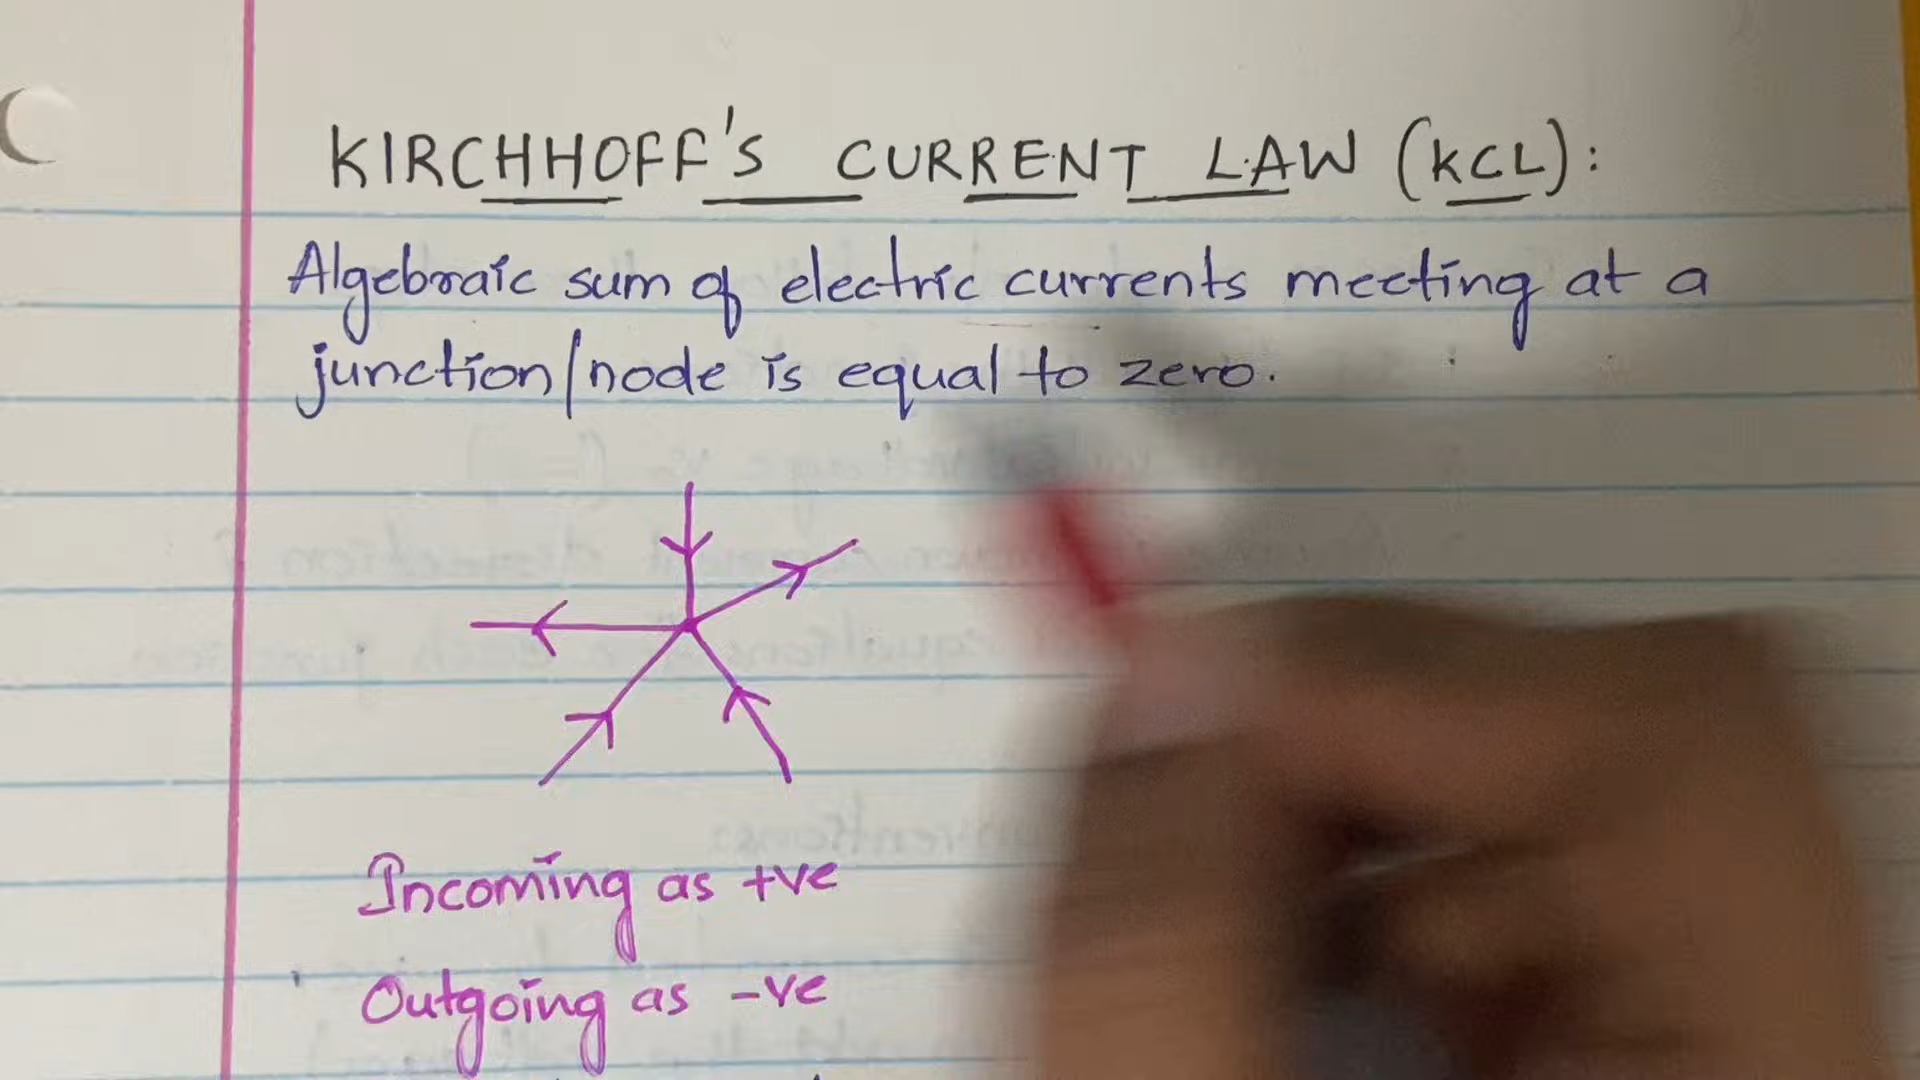 KIRCHHOFF'S CURRENT LAW (KCL):
Algebraic sum of electric currents meeting at a
junction/node is equal to zero.
Incoming as +ve
Outgoing as -ve